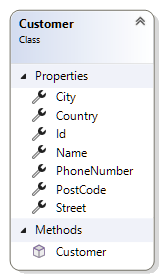 Customer
Class
Properties
City
Country
Id
Name
PhoneNumber
PostCode
Street
Methods
Customer